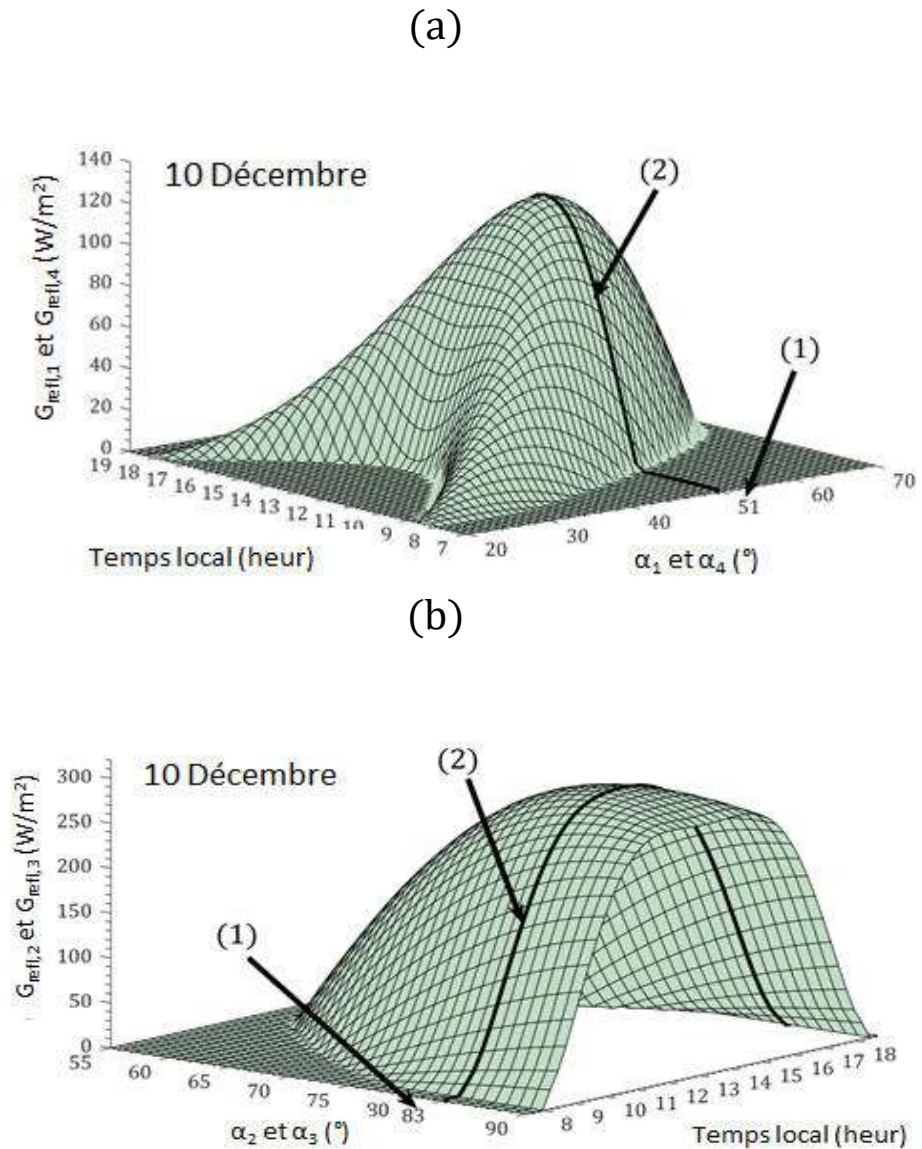 (a)
10 Décembre
(2)
(1)
G_refl,1 et G_refl,4 (W/m²)
140
120
100
80
60
40
20
0
19 18 17 16 15 14 13 12 11 10 9 8 7
20 30 40 51 60 70
Temps local (heur)
α₁ et α₄ (°)
(b)
10 Décembre
(2)
(1)
G_refl,2 et G_refl,3 (W/m²)
300
250
200
150
100
50
0
55 60 65 70 75 30 83 90
8 9 10 11 12 13 14 15 16 17 18
α₂ et α₃ (°)
Temps local (heur)